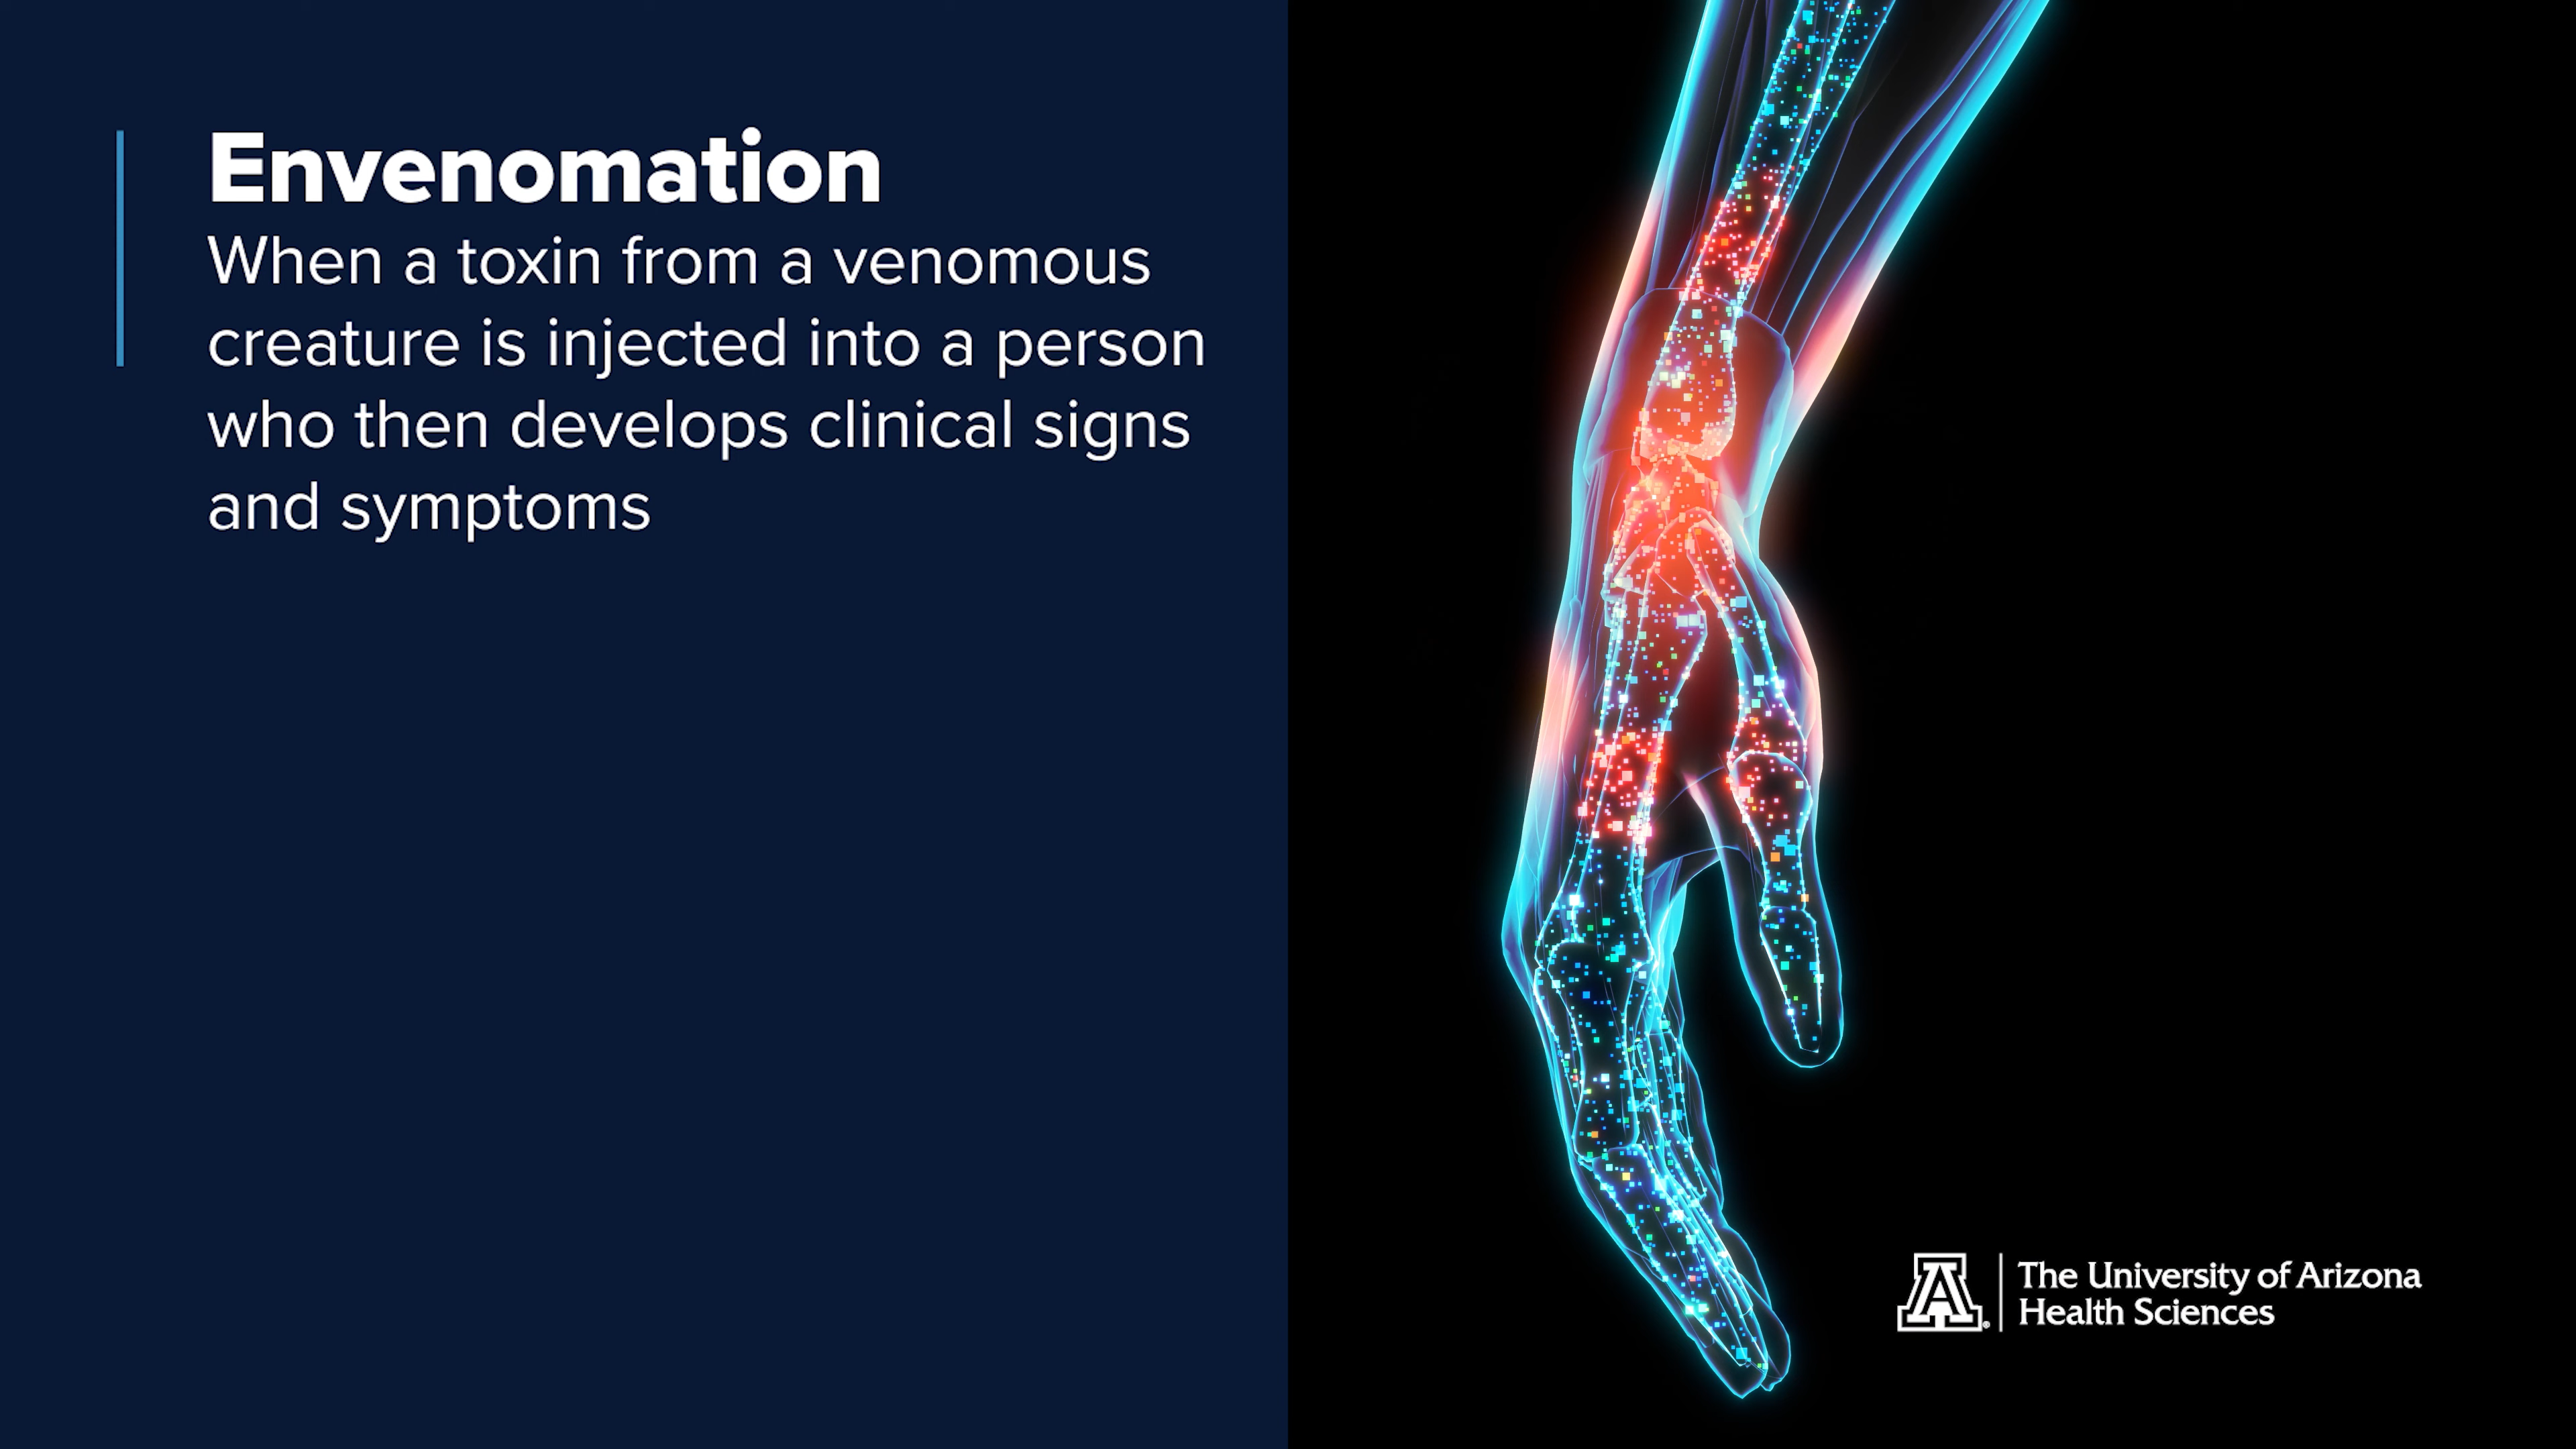 Envenomation
When a toxin from a venomous
creature is injected into a person
who then develops clinical signs
and symptoms
A
The University of Arizona
Health Sciences